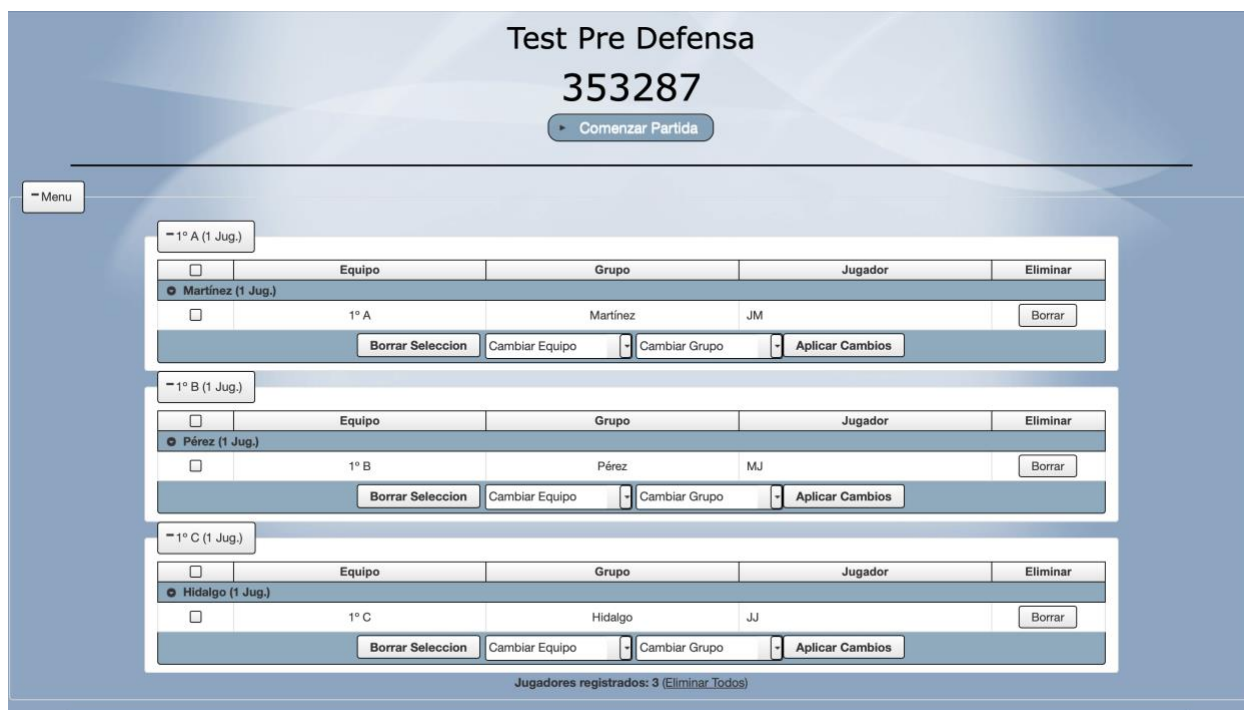 Test Pre Defensa
353287
Comenzar Partida
Menu
1º A (1 Jug.)
Equipo Grupo Jugador Eliminar
Martínez (1 Jug.)
1º A Martínez JM Borrar
Borrar Seleccion Cambiar Equipo Cambiar Grupo Aplicar Cambios
1º B (1 Jug.)
Equipo Grupo Jugador Eliminar
Pérez (1 Jug.)
1º B Pérez MJ Borrar
Borrar Seleccion Cambiar Equipo Cambiar Grupo Aplicar Cambios
1º C (1 Jug.)
Equipo Grupo Jugador Eliminar
Hidalgo (1 Jug.)
1º C Hidalgo JJ Borrar
Borrar Seleccion Cambiar Equipo Cambiar Grupo Aplicar Cambios
Jugadores registrados: 3 (Eliminar Todos)